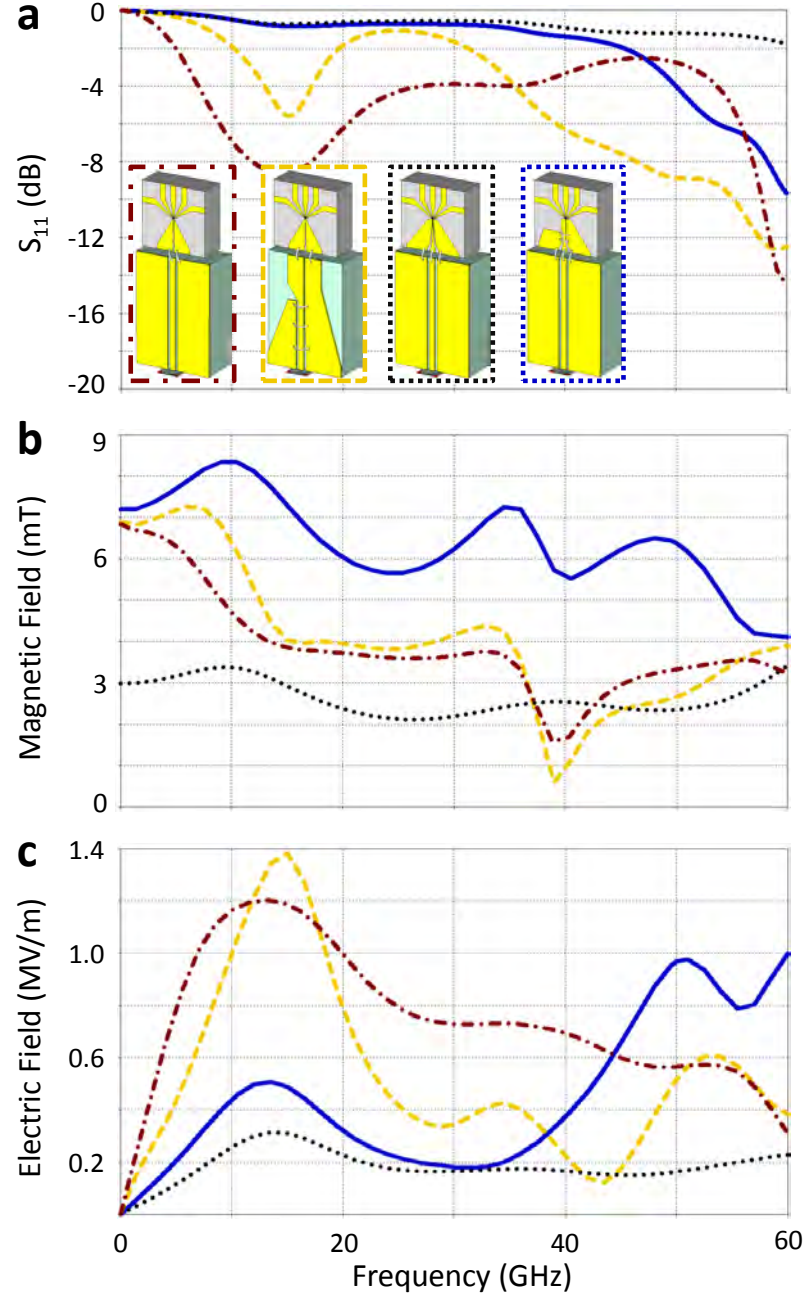 a
0
-4
-8
-12
-16
-20
S11 (dB)
b
9
6
3
0
Magnetic Field (mT)
c
1.4
1.0
0.6
0.2
Electric Field (MV/m)
0 20 40 60
Frequency (GHz)